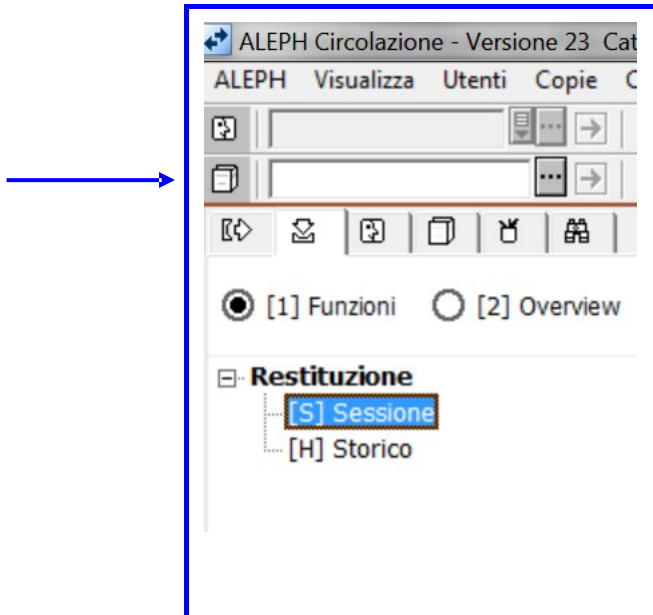 ALEPH Circolazione - Versione 23 Cat
ALEPH Visualizza Utenti Copie C
[1] Funzioni [2] Overview
Restituzione
[S] Sessione
[H] Storico